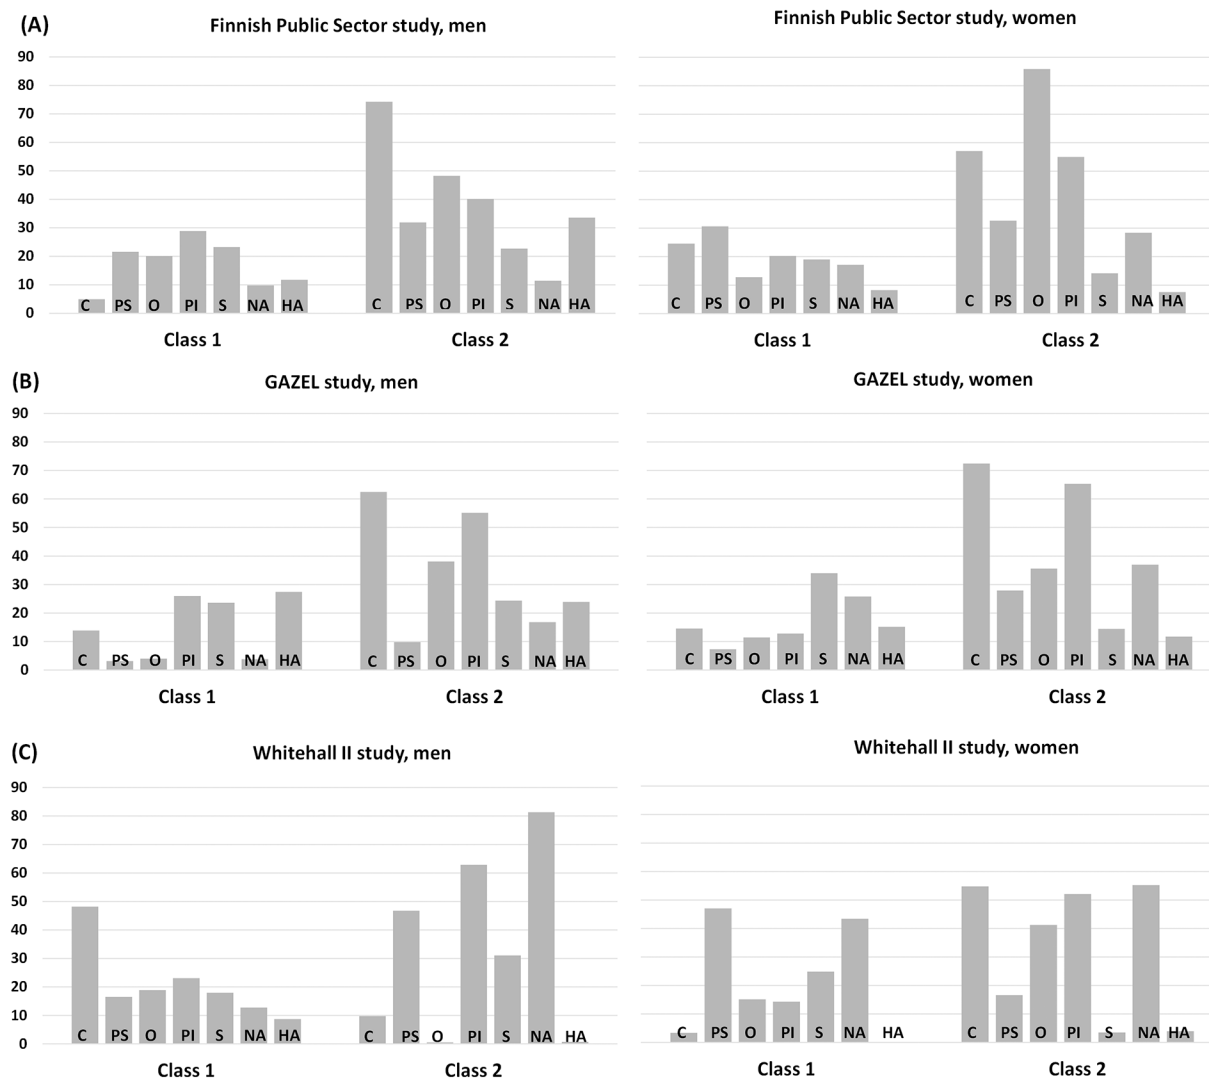 (A)
Finnish Public Sector study, men
Finnish Public Sector study, women
90
80
70
60
50
40
30
20
10
0
C PS O PI S NA HA C PS O PI S NA HA
C PS O PI S NA HA C PS O PI S NA HA
Class 1 Class 2 Class 1 Class 2
(B)
GAZEL study, men
GAZEL study, women
90
80
70
60
50
40
30
20
10
0
C PS O PI S NA HA C PS O PI S NA HA
C PS O PI S NA HA C PS O PI S NA HA
Class 1 Class 2 Class 1 Class 2
(C)
Whitehall II study, men
Whitehall II study, women
90
80
70
60
50
40
30
20
10
0
C PS O PI S NA HA C PS O PI S NA HA
C PS O PI S NA HA C PS O PI S NA HA
Class 1 Class 2 Class 1 Class 2